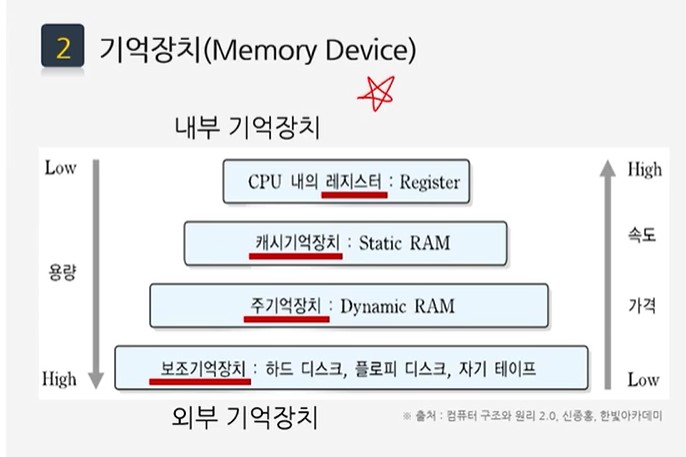 2 기억장치(Memory Device)
내부 기억장치
Low
High
CPU 내의 레지스터 : Register
캐시기억장치 : Static RAM
속도
용량
주기억장치 : Dynamic RAM
가격
보조기억장치 : 하드 디스크, 플로피 디스크, 자기 테이프
High
Low
외부 기억장치
※ 출처 : 컴퓨터 구조와 원리 2.0, 신종홍, 한빛아카데미